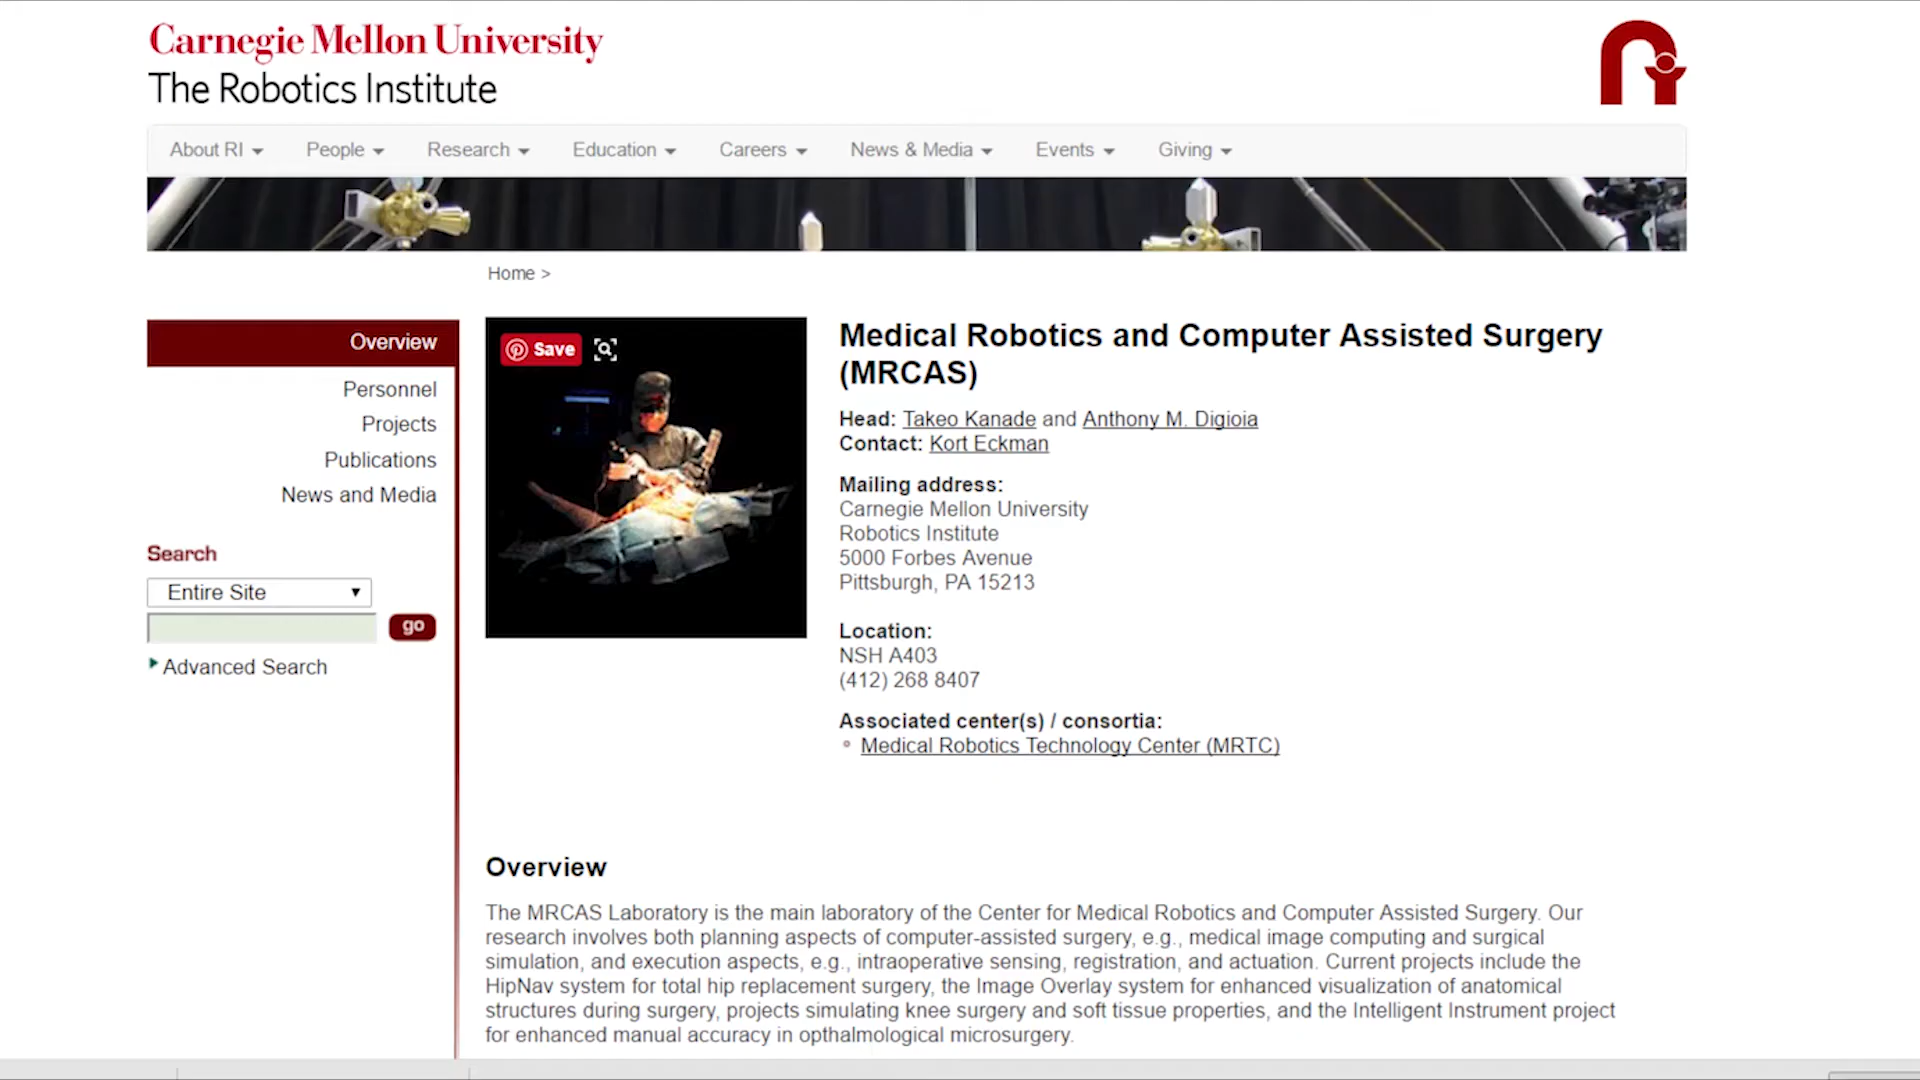 Carnegie Mellon University
The Robotics Institute
About RI People Research Education Careers News & Media Events Giving
Home >
Overview
Personnel
Projects
Publications
News and Media
Search
Entire Site
go
Advanced Search
Save
Medical Robotics and Computer Assisted Surgery
(MRCAS)
Head: Takeo Kanade and Anthony M. Digioia
Contact: Kort Eckman
Mailing address:
Carnegie Mellon University
Robotics Institute
5000 Forbes Avenue
Pittsburgh, PA 15213
Location:
NSH A403
(412) 268 8407
Associated center(s) / consortia:
Medical Robotics Technology Center (MRTC)
Overview
The MRCAS Laboratory is the main laboratory of the Center for Medical Robotics and Computer Assisted Surgery. Our
research involves both planning aspects of computer-assisted surgery, e.g., medical image computing and surgical
simulation, and execution aspects, e.g., intraoperative sensing, registration, and actuation. Current projects include the
HipNav system for total hip replacement surgery, the Image Overlay system for enhanced visualization of anatomical
structures during surgery, projects simulating knee surgery and soft tissue properties, and the Intelligent Instrument project
for enhanced manual accuracy in opthalmological microsurgery.